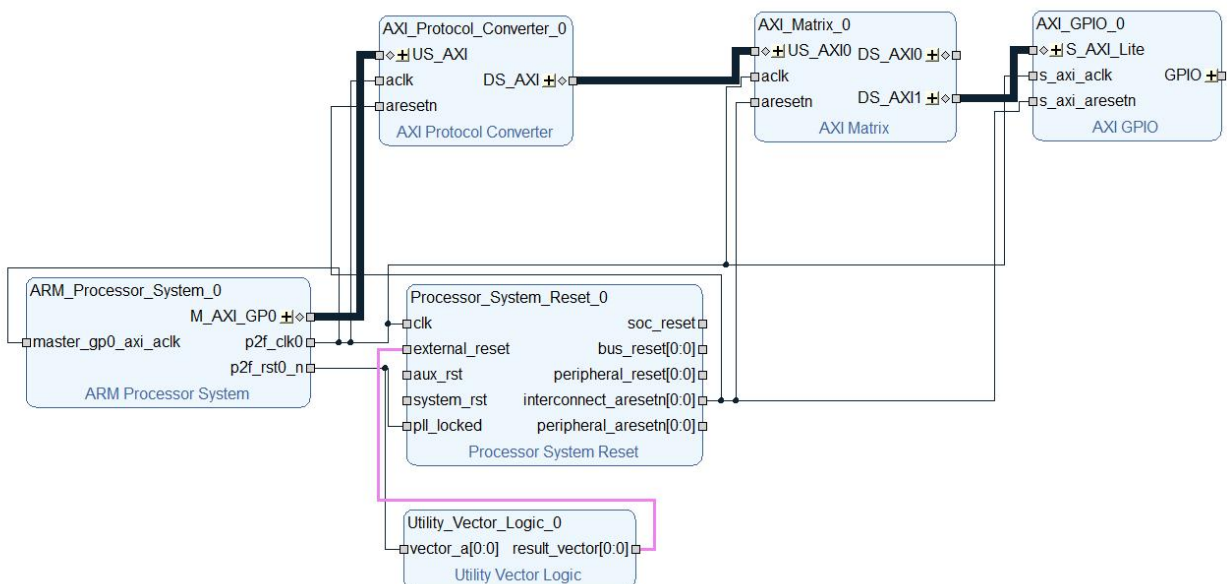 AXI_Protocol_Converter_0
US_AXI
aclk
DS_AXI
aresetn
AXI Protocol Converter
AXI_Matrix_0
US_AXI0
DS_AXI0
aclk
DS_AXI1
aresetn
AXI Matrix
AXI_GPIO_0
S_AXI_Lite
s_axi_aclk
GPIO
s_axi_aresetn
AXI GPIO
ARM_Processor_System_0
M_AXI_GP0
master_gp0_axi_aclk
p2f_clk0
p2f_rst0_n
ARM Processor System
Processor_System_Reset_0
clk
soc_reset
external_reset
bus_reset[0:0]
aux_rst
peripheral_reset[0:0]
system_rst
interconnect_aresetn[0:0]
pll_locked
peripheral_aresetn[0:0]
Processor System Reset
Utility_Vector_Logic_0
vector_a[0:0]
result_vector[0:0]
Utility Vector Logic